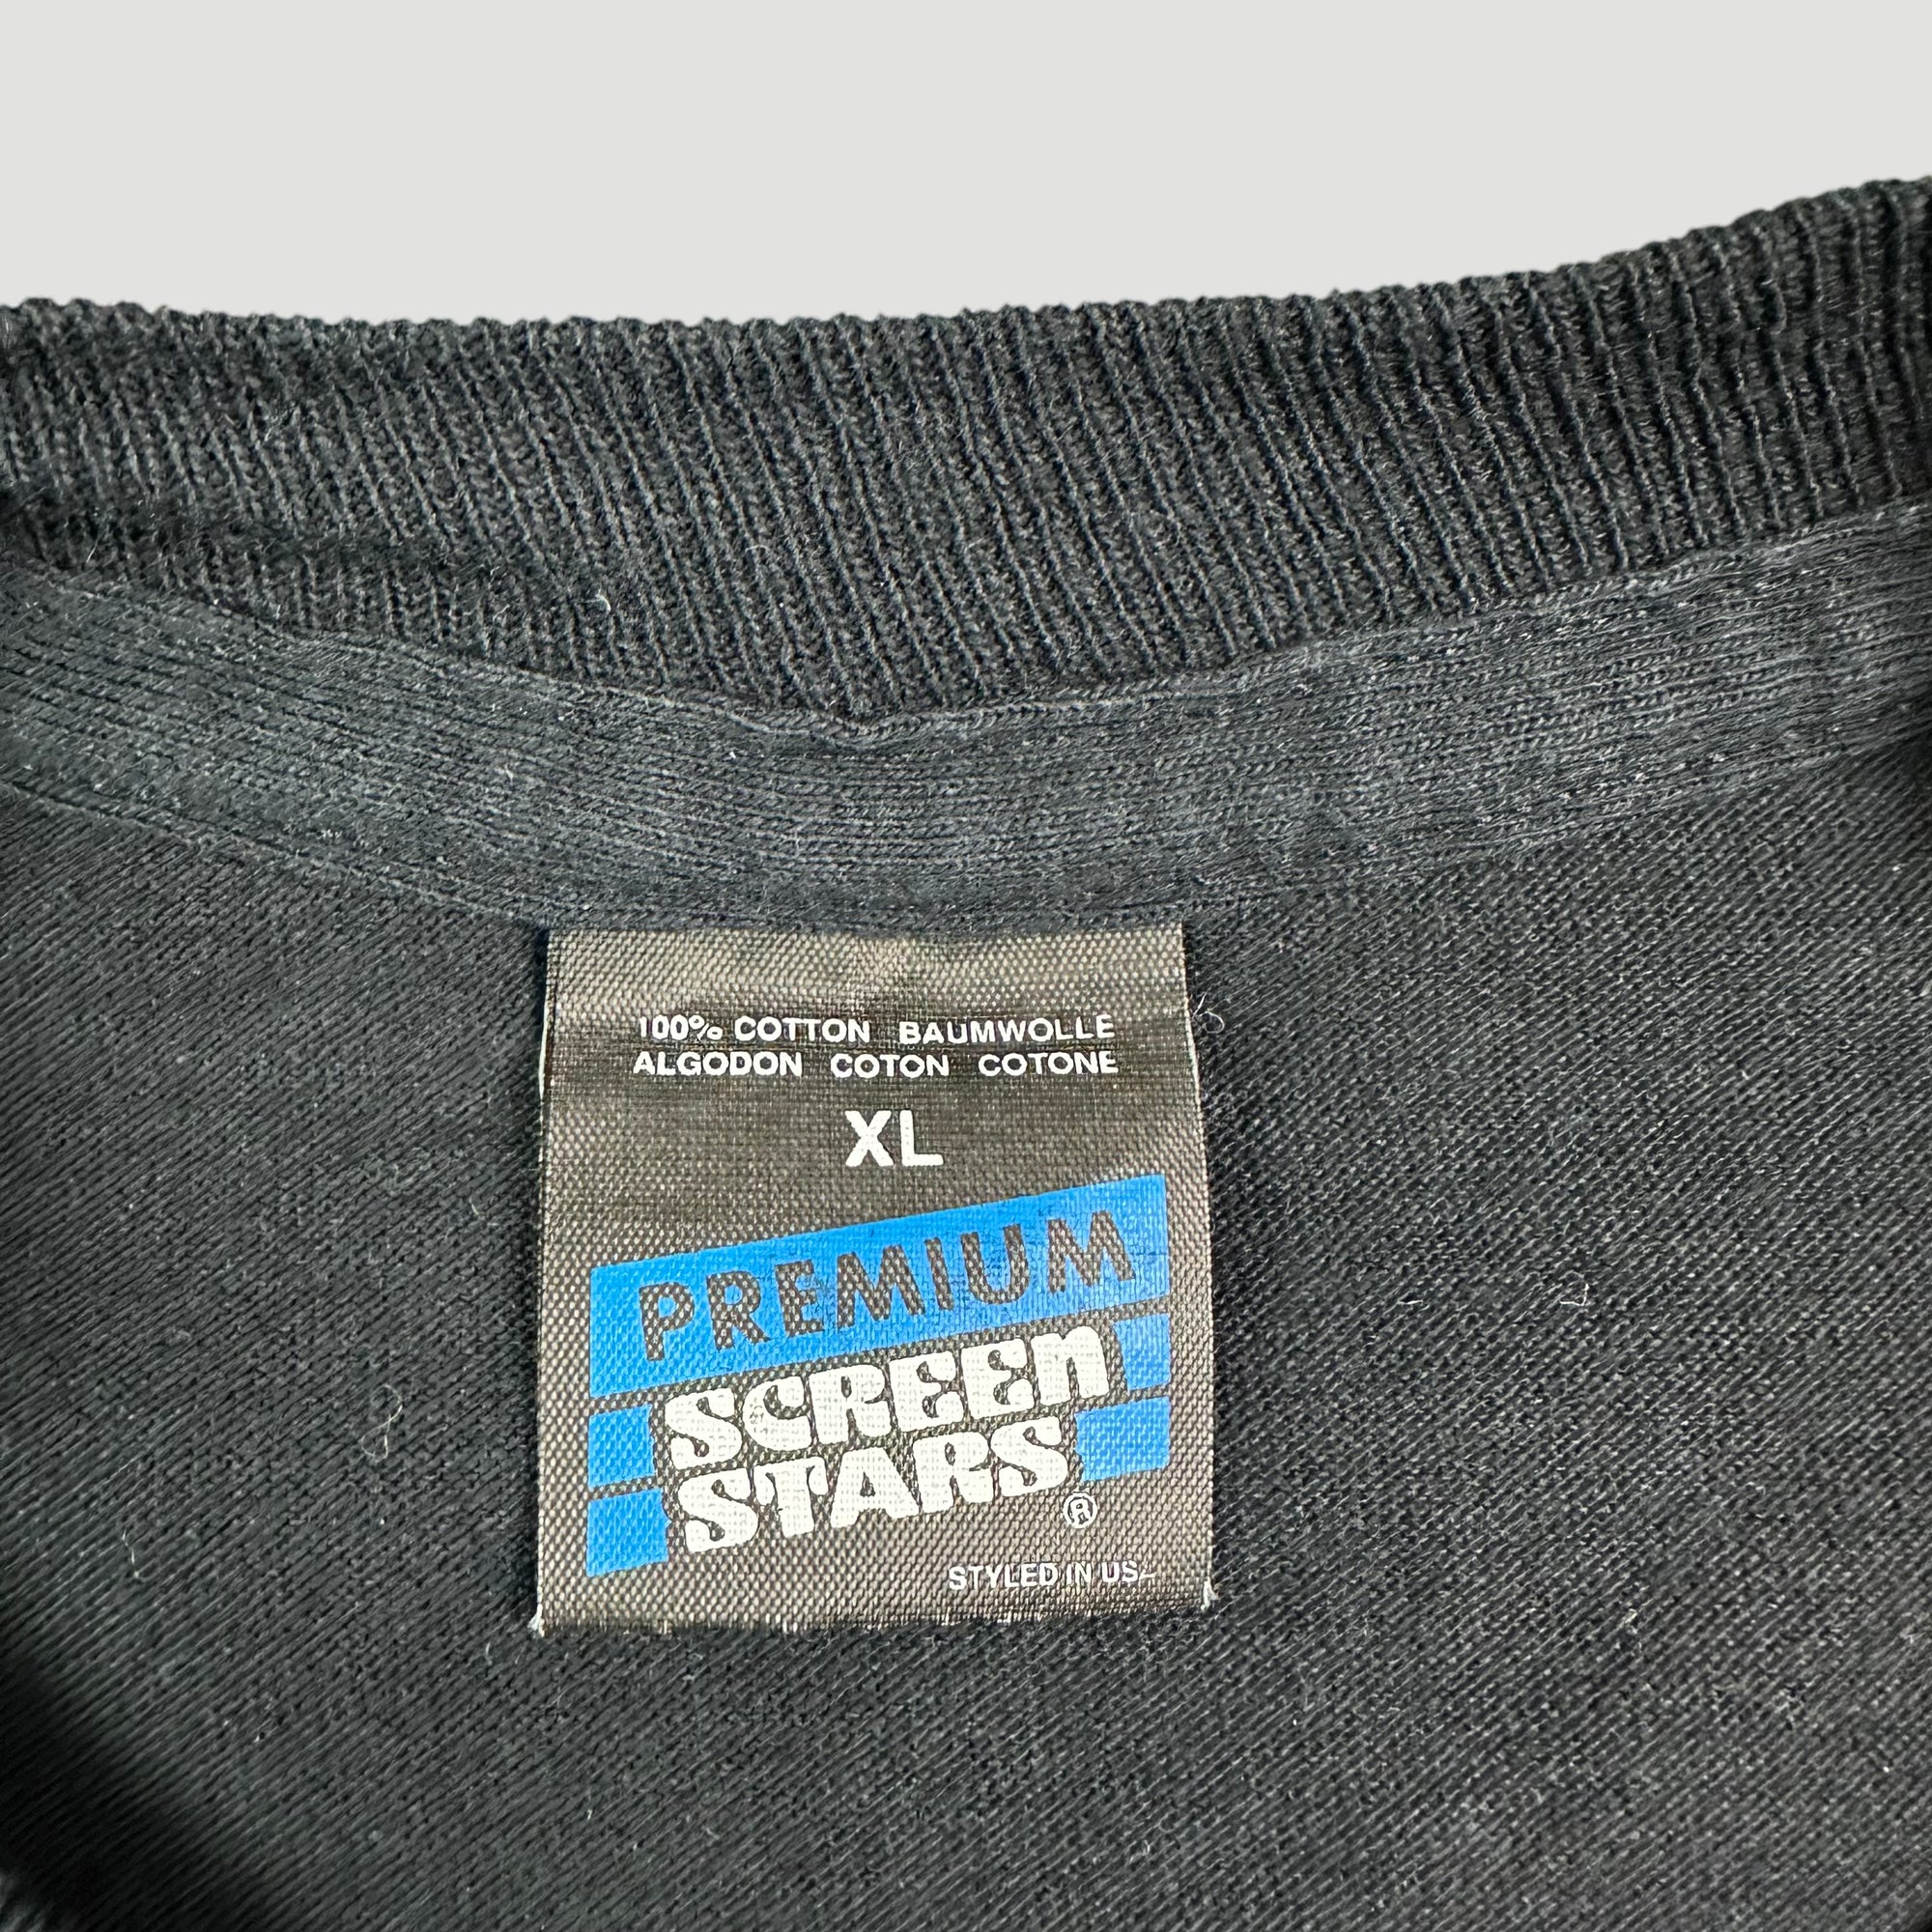 100% COTTON BAUMWOLLE
ALGODON COTON COTONE
XL
PREMIUM
SCREEN
STARS
®
STYLED IN USA